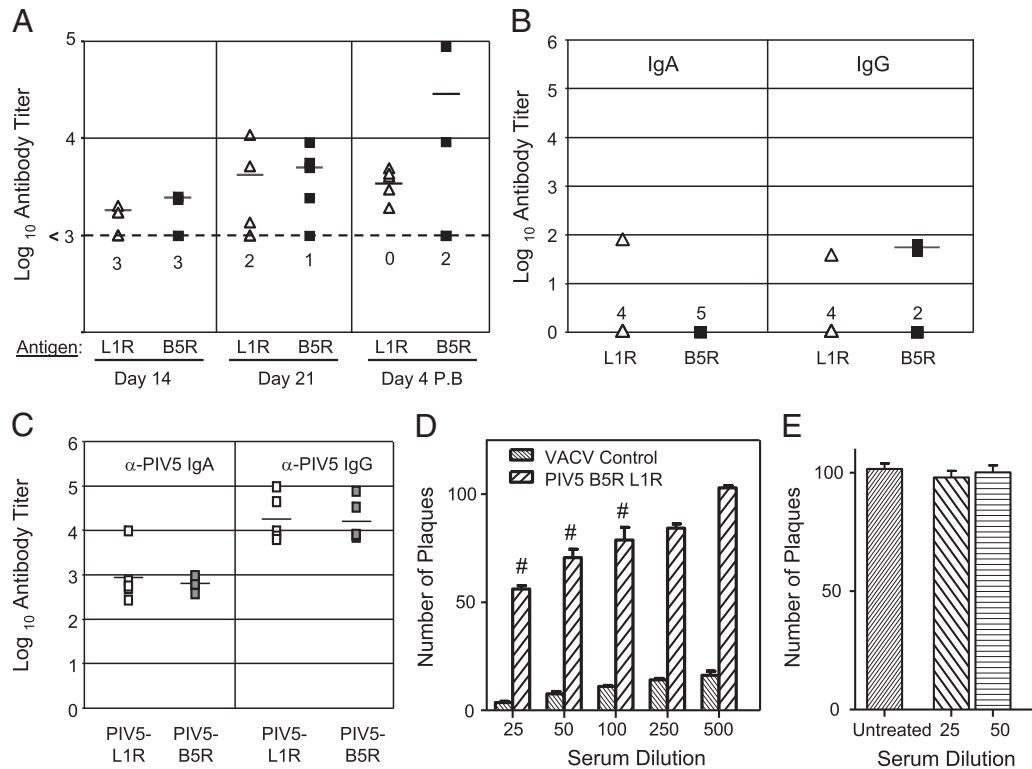 A
5
4
< 3
Log 10 Antibody Titer
3
3
2
1
0
2
Antigen:
L1R
B5R
L1R
B5R
L1R
B5R
Day 14
Day 21
Day 4 P.B
B
6
5
4
3
2
1
0
Log 10 Antibody Titer
IgA
IgG
4
5
4
2
L1R
B5R
L1R
B5R
C
6
5
4
3
2
1
0
Log 10 Antibody Titer
α-PIV5 IgA
α-PIV5 IgG
PIV5-
L1R
PIV5-
B5R
PIV5-
L1R
PIV5-
B5R
D
100
50
0
Number of Plaques
VACV Control
PIV5 B5R L1R
#
#
#
25
50
100
250
500
Serum Dilution
E
100
50
0
Number of Plaques
Untreated
25
50
Serum Dilution